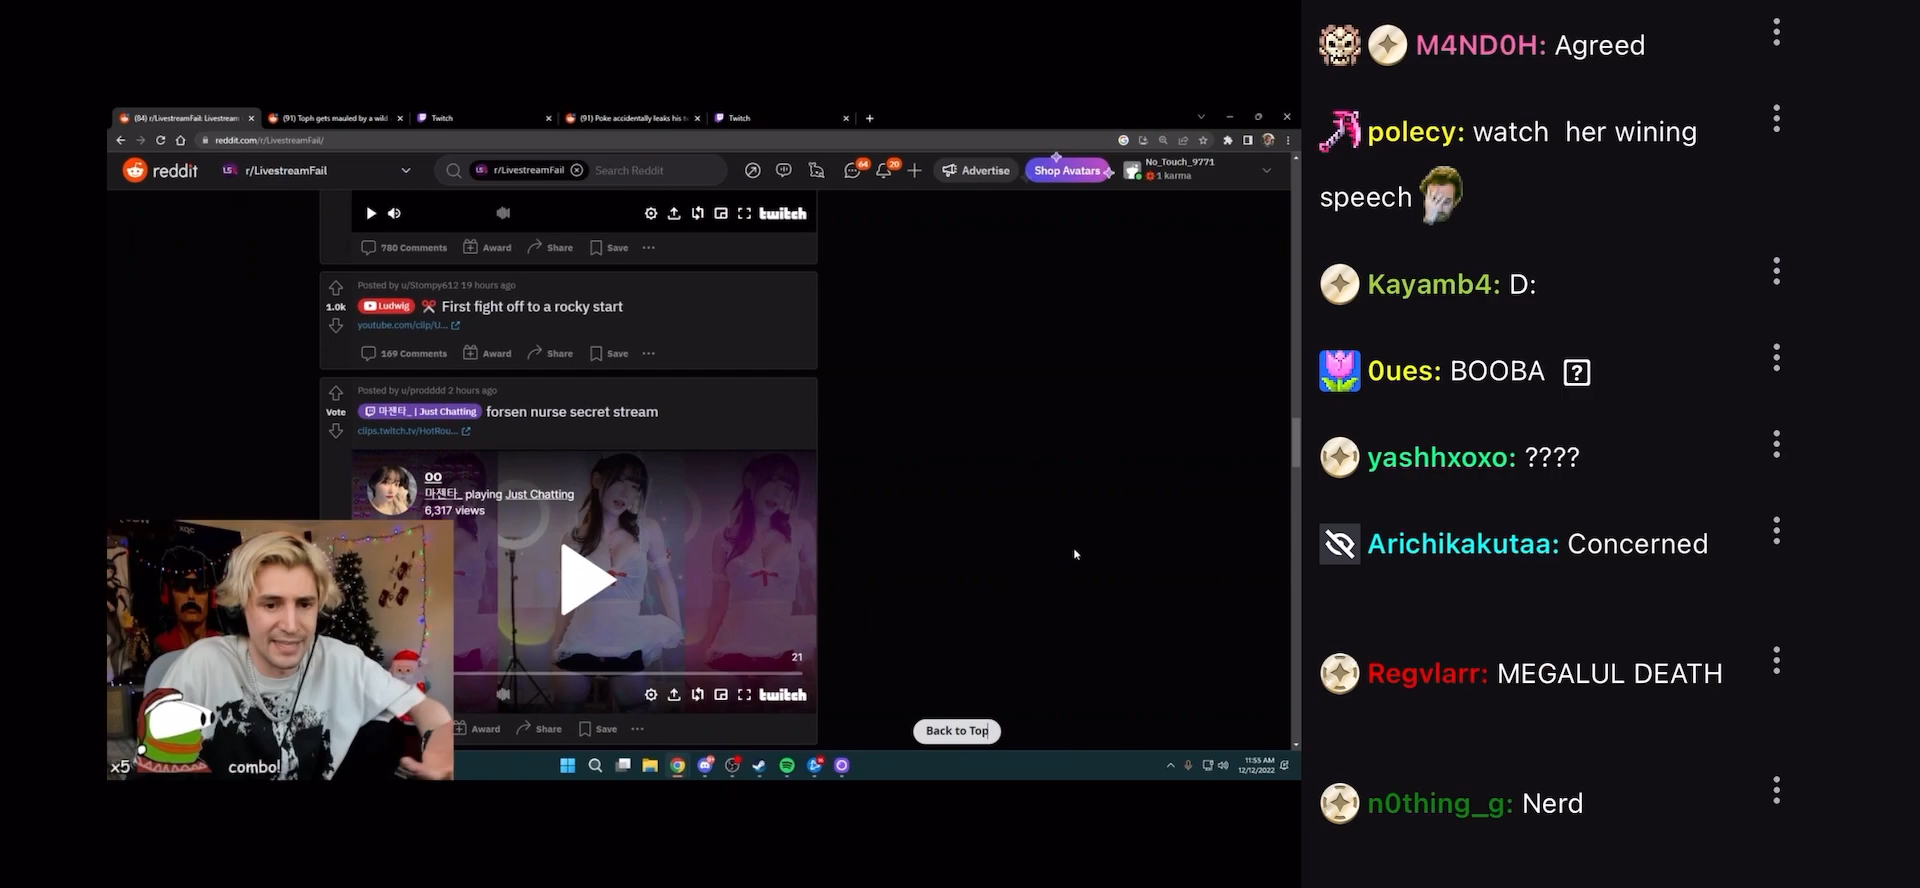 (84) r/LivestreamFail: Livestream
(91) Toph gets mauled by a wild
Twitch
(91) Poke accidentally leaks his t
Twitch
reddit.com/r/LivestreamFail/
reddit
r/LivestreamFail
r/LivestreamFail
Search Reddit
64
20
Advertise
Shop Avatars
No_Touch_9771
1 karma
twitch
780 Comments Award Share Save
Posted by u/Stompy612 19 hours ago
1.0k
Ludwig First fight off to a rocky start
youtube.com/clip/U...
169 Comments Award Share Save
Posted by u/prodddd 2 hours ago
Vote
마젠타_ | Just Chatting forsen nurse secret stream
clips.twitch.tv/HotRou...
oo
마젠타_ playing Just Chatting
6,317 views
21
twitch
Award Share Save
Back to Top
x5
combo!
11:55 AM
12/12/2022
M4ND0H: Agreed
polecy: watch her wining
speech
Kayamb4: D:
0ues: BOOBA ?
yashhxoxo: ????
Arichikakutaa: Concerned
Regvlarr: MEGALUL DEATH
n0thing_g: Nerd